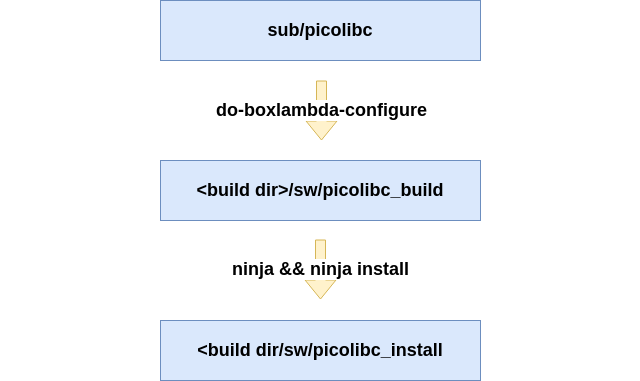 sub/picolibc
do-boxlambda-configure
<build dir>/sw/picolibc_build
ninja && ninja install
<build dir/sw/picolibc_install